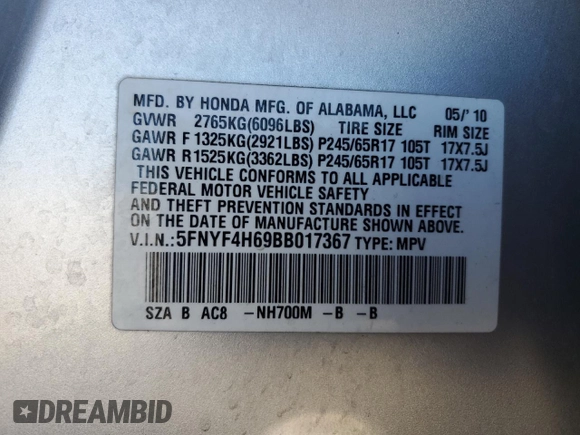 MFD. BY HONDA MFG. OF ALABAMA, LLC 05/'10
GVWR 2765KG(6096LBS) TIRE SIZE RIM SIZE
GAWR F 1325KG(2921LBS) P245/65R17 105T 17X7.5J
GAWR R 1525KG(3362LBS) P245/65R17 105T 17X7.5J
THIS VEHICLE CONFORMS TO ALL APPLICABLE
FEDERAL MOTOR VEHICLE SAFETY
AND THEFT PREVENTION STANDARDS IN EFFECT
ON THE DATE OF MANUFACTURE SHOWN ABOVE.
V.I.N.:5FNYF4H69BB017367 TYPE: MPV
SZA B AC8 -NH700M -B -B
DREAMBID